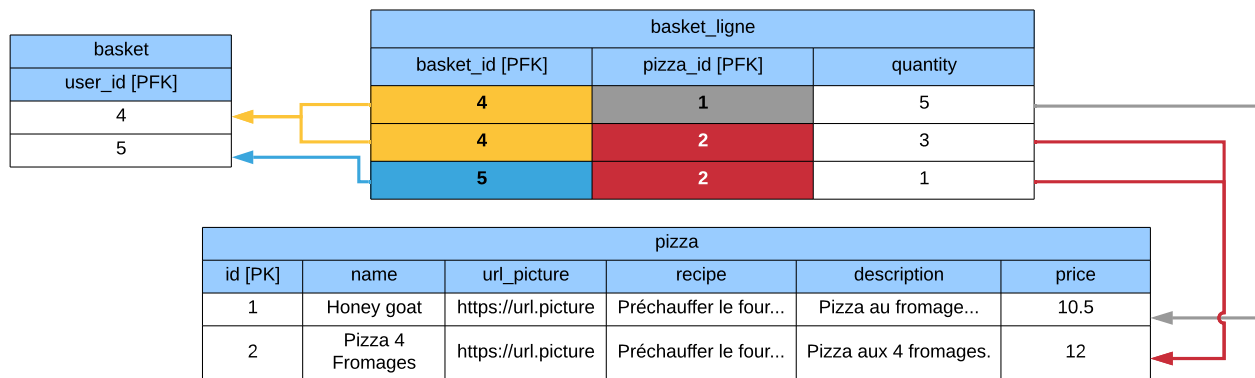 basket
user_id [PFK]
4
5
basket_ligne
basket_id [PFK] pizza_id [PFK] quantity
4 1 5
4 2 3
5 2 1
pizza
id [PK] name url_picture recipe description price
1 Honey goat https://url.picture Préchauffer le four... Pizza au fromage... 10.5
2 Pizza 4 Fromages https://url.picture Préchauffer le four... Pizza aux 4 fromages. 12